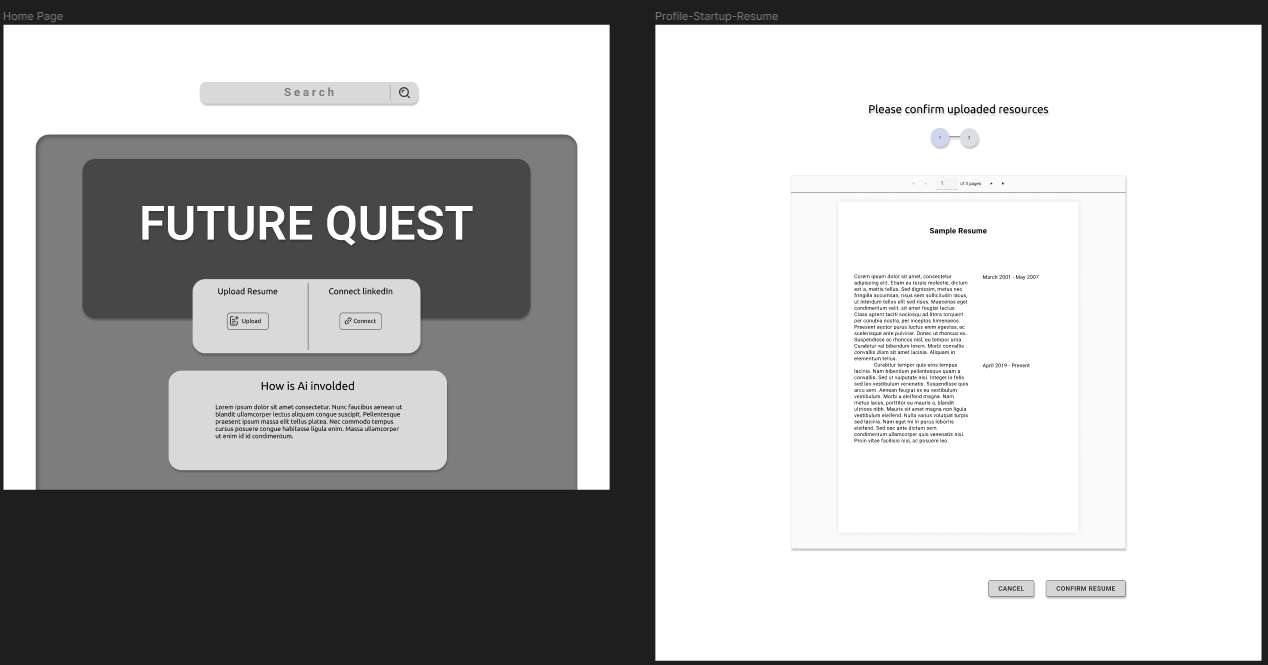 Home Page
Search
FUTURE QUEST
Upload Resume
Connect linkedIn
Upload
Connect
How is Ai involded
Lorem ipsum dolor sit amet consectetur. Nunc faucibus aenean ut
blandit ullamcorper lectus aliquam congue suscipit. Pellentesque
praesent ipsum massa elit tellus platea. Nec commodo tempus
cursus posuere congue habitasse ligula enim. Massa ullamcorper
ut enim id id condimentum.
Profile-Startup-Resume
Please confirm uploaded resources
1
2
1
of 3 pages
Sample Resume
Corem ipsum dolor sit amet, consectetur
adipiscing elit. Etiam eu turpis molestie, dictum
est a, mattis tellus. Sed dignissim, metus nec
fringilla accumsan, risus sem sollicitudin lacus,
ut interdum tellus elit sed risus. Maecenas eget
condimentum velit, sit amet feugiat lectus.
Class aptent taciti sociosqu ad litora torquent
per conubia nostra, per inceptos himenaeos.
Praesent auctor purus luctus enim egestas, ac
scelerisque ante pulvinar. Donec ut rhoncus ex.
Suspendisse ac rhoncus nisl, eu tempor urna.
Curabitur vel bibendum lorem. Morbi convallis
convallis diam sit amet lacinia. Aliquam in
elementum tellus.
March 2001 - May 2007
Curabitur tempor quis eros tempus
lacinia. Nam bibendum pellentesque quam a
convallis. Sed ut vulputate nisi. Integer in felis
sed leo vestibulum venenatis. Suspendisse quis
arcu sem. Aenean feugiat ex eu vestibulum
vestibulum. Morbi a eleifend magna. Nam
metus lacus, porttitor eu mauris a, blandit
ultrices nibh. Mauris sit amet magna non ligula
vestibulum eleifend. Nulla varius volutpat turpis
sed lacinia. Nam eget mi in purus lobortis
eleifend. Sed nec ante dictum sem
condimentum ullamcorper quis venenatis nisi.
Proin vitae facilisis nisi, ac posuere leo.
April 2019 - Present
CANCEL
CONFIRM RESUME